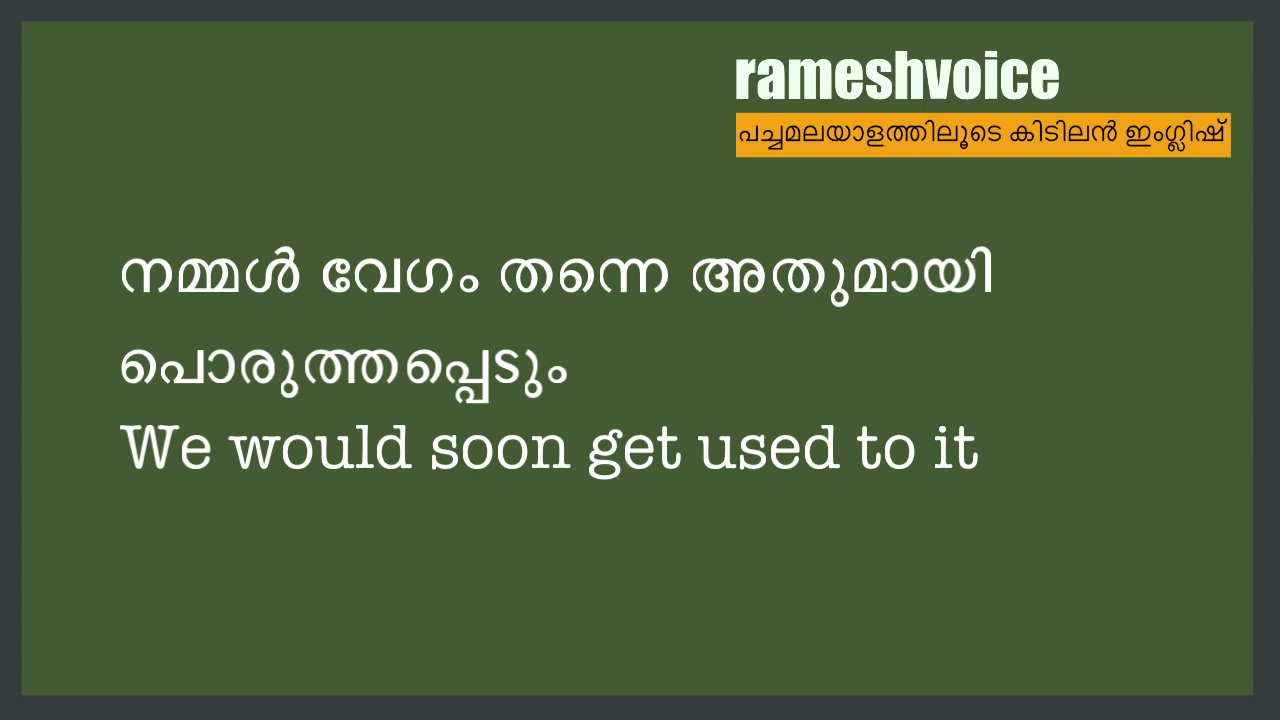 rameshvoice
പച്ചമലയാളത്തിലൂടെ കിടിലൻ ഇംഗ്ലിഷ്
നമ്മൾ വേഗം തന്നെ അതുമായി
പൊരുത്തപ്പെടും
We would soon get used to it